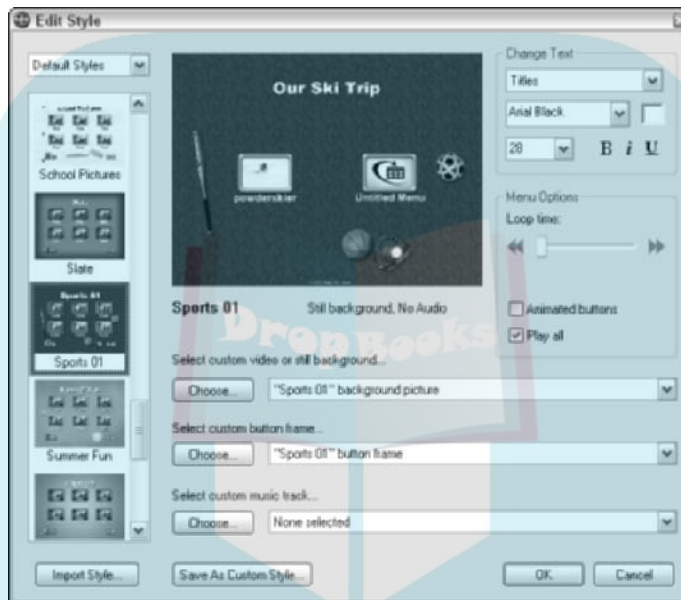 Edit Style
Default Styles
School Pictures
Slate
Sports 01
Sports 01
Summer Fun
Import Style...
Our Ski Trip
powderskier
Untitled Menu
Sports 01 Still background, No Audio
DropBooks
Select custom video or still background...
Choose... "Sports 01" background picture
Select custom button frame...
Choose... "Sports 01" button frame
Select custom music track...
Choose... None selected
Save As Custom Style...
Change Text
Titles
Arial Black
28 B i U
Menu Options
Loop time:
Animated buttons
Play all
OK Cancel